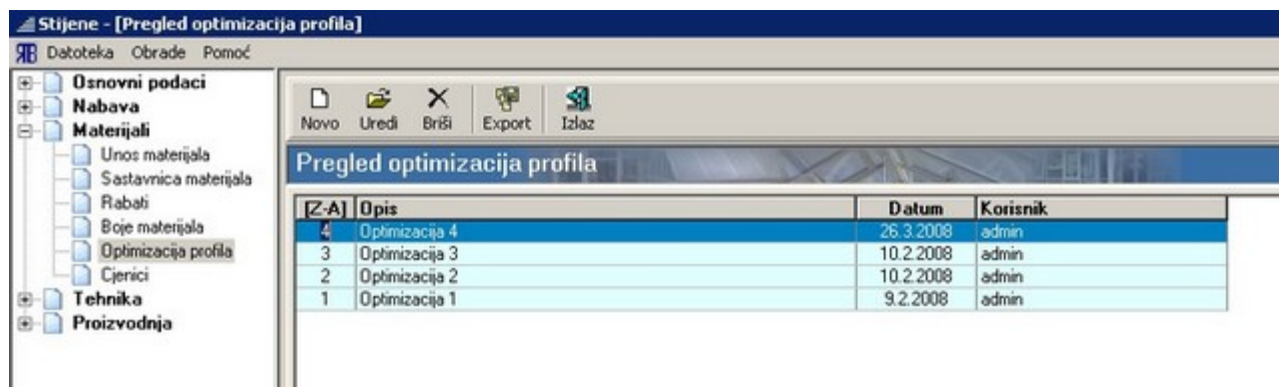 Stijene - [Pregled optimizacija profila]
Datoteka Obrade Pomoć
Osnovni podaci
Nabava
Materijali
Unos materijala
Sastavnica materijala
Rabati
Boje materijala
Optimizacija profila
Cjenici
Tehnika
Proizvodnja
Novo Uredi Briši Export Izlaz
Pregled optimizacija profila
[Z-A] Opis Datum Korisnik
4 Optimizacija 4 26.3.2008 admin
3 Optimizacija 3 10.2.2008 admin
2 Optimizacija 2 10.2.2008 admin
1 Optimizacija 1 9.2.2008 admin